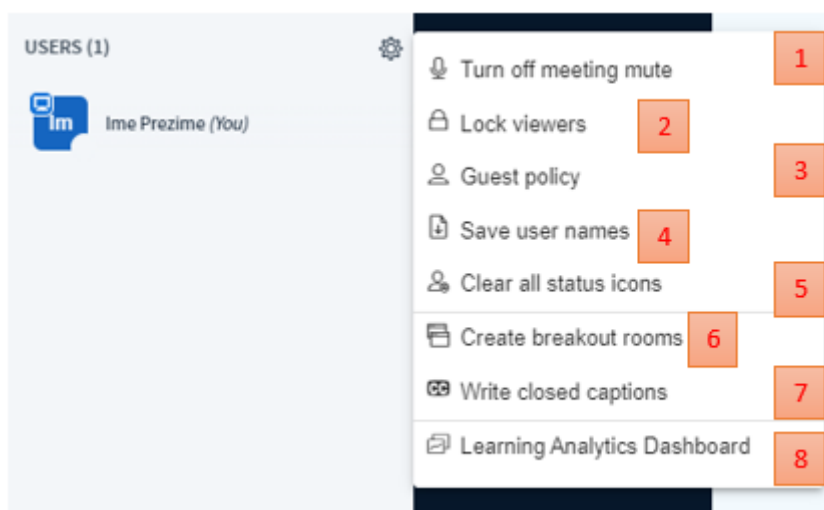 USERS (1)
Im
Ime Prezime (You)
Turn off meeting mute 1
Lock viewers 2
Guest policy 3
Save user names 4
Clear all status icons 5
Create breakout rooms 6
CC Write closed captions 7
Learning Analytics Dashboard 8